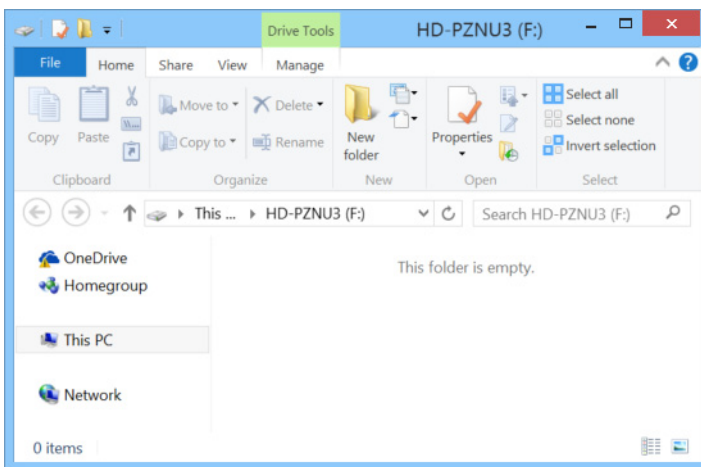 Drive Tools
HD-PZNU3 (F:)
File Home Share View Manage
Copy
Paste
Clipboard
Move to
Copy to
Delete
Rename
Organize
New
folder
New
Properties
Open
Select all
Select none
Invert selection
Select
This ... HD-PZNU3 (F:)
Search HD-PZNU3 (F:)
OneDrive
Homegroup
This PC
Network
This folder is empty.
0 items